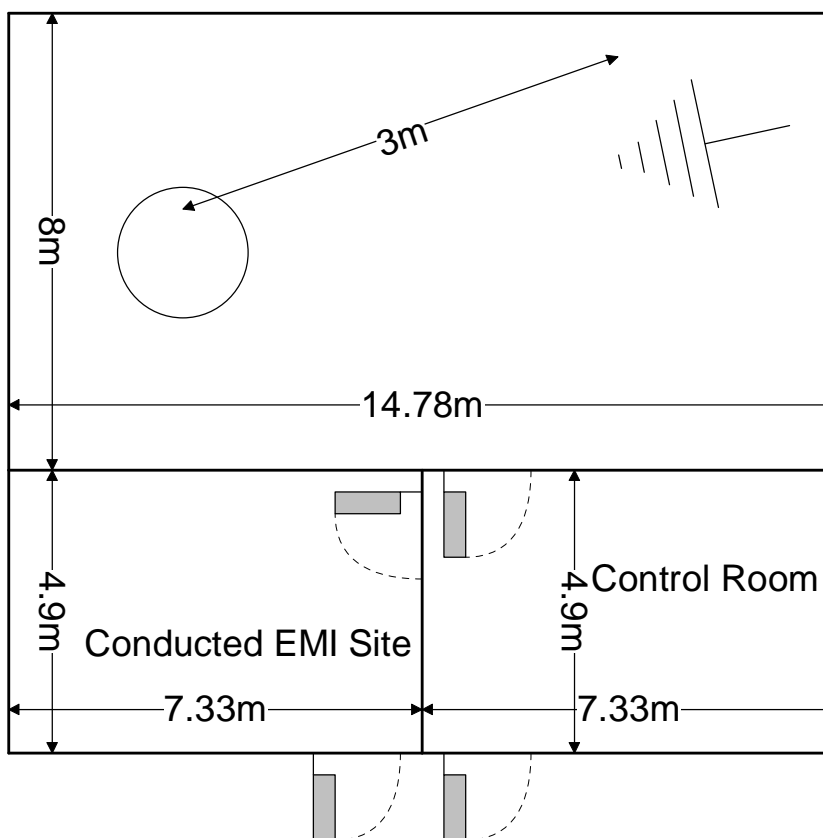 3m
8m
14.78m
4.9m
Conducted EMI Site
7.33m
4.9m
Control Room
7.33m